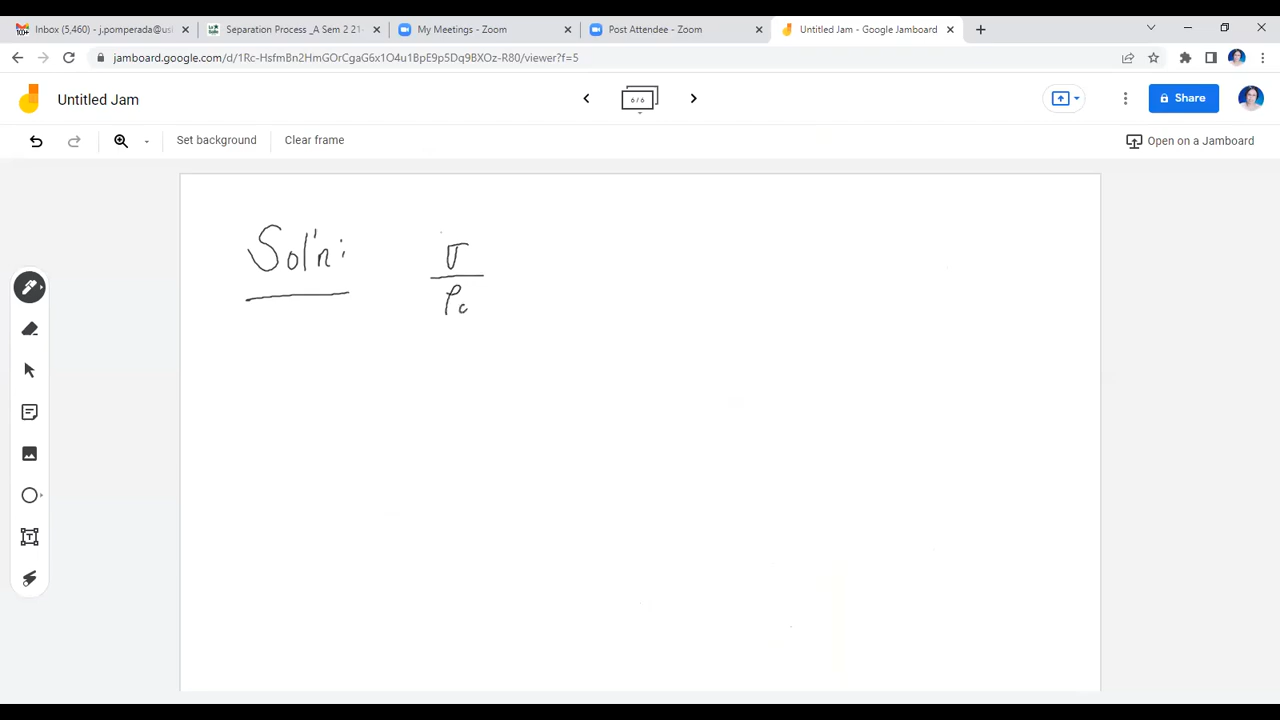 Inbox (5,460) - j.pomperada@usl
Separation Process _A Sem 2 21-
My Meetings - Zoom
Post Attendee - Zoom
Untitled Jam - Google Jamboard
jamboard.google.com/d/1Rc-HsfmBn2HmGOrCgaG6x1O4u1BpE9p5Dq9BXOz-R80/viewer?f=5
Untitled Jam
6 / 6
Share
Set background
Clear frame
Open on a Jamboard
Sol'n:
σ
ρc